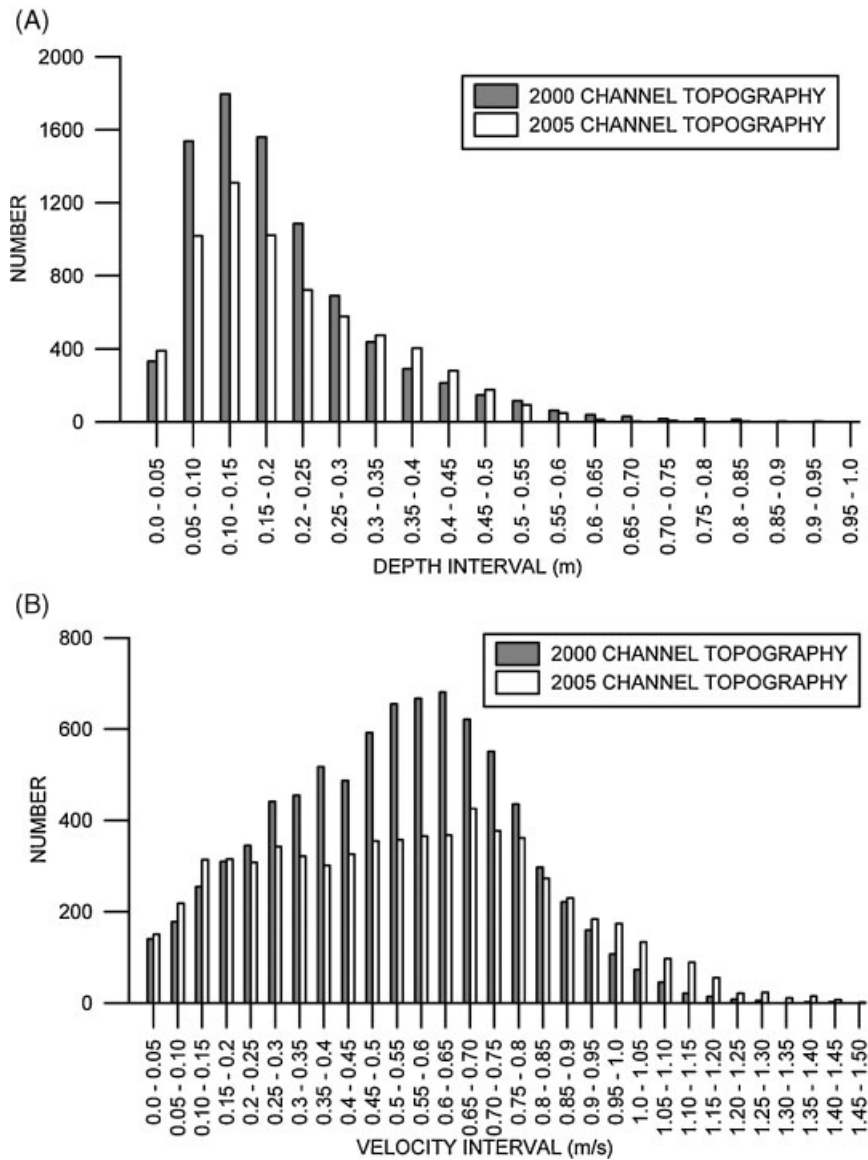 (A)
2000
1600
1200
800
400
0
NUMBER
2000 CHANNEL TOPOGRAPHY
2005 CHANNEL TOPOGRAPHY
0.0 - 0.05
0.05 - 0.10
0.10 - 0.15
0.15 - 0.2
0.2 - 0.25
0.25 - 0.3
0.3 - 0.35
0.35 - 0.4
0.4 - 0.45
0.45 - 0.5
0.5 - 0.55
0.55 - 0.6
0.6 - 0.65
0.65 - 0.70
0.70 - 0.75
0.75 - 0.8
0.8 - 0.85
0.85 - 0.9
0.9 - 0.95
0.95 - 1.0
DEPTH INTERVAL (m)
(B)
800
600
400
200
0
NUMBER
2000 CHANNEL TOPOGRAPHY
2005 CHANNEL TOPOGRAPHY
0.0 - 0.05
0.05 - 0.10
0.10 - 0.15
0.15 - 0.2
0.2 - 0.25
0.25 - 0.3
0.3 - 0.35
0.35 - 0.4
0.4 - 0.45
0.45 - 0.5
0.5 - 0.55
0.55 - 0.6
0.6 - 0.65
0.65 - 0.70
0.70 - 0.75
0.75 - 0.8
0.8 - 0.85
0.85 - 0.9
0.9 - 0.95
0.95 - 1.0
1.0 - 1.05
1.05 - 1.10
1.10 - 1.15
1.15 - 1.20
1.20 - 1.25
1.25 - 1.30
1.30 - 1.35
1.35 - 1.40
1.40 - 1.45
1.45 - 1.50
VELOCITY INTERVAL (m/s)